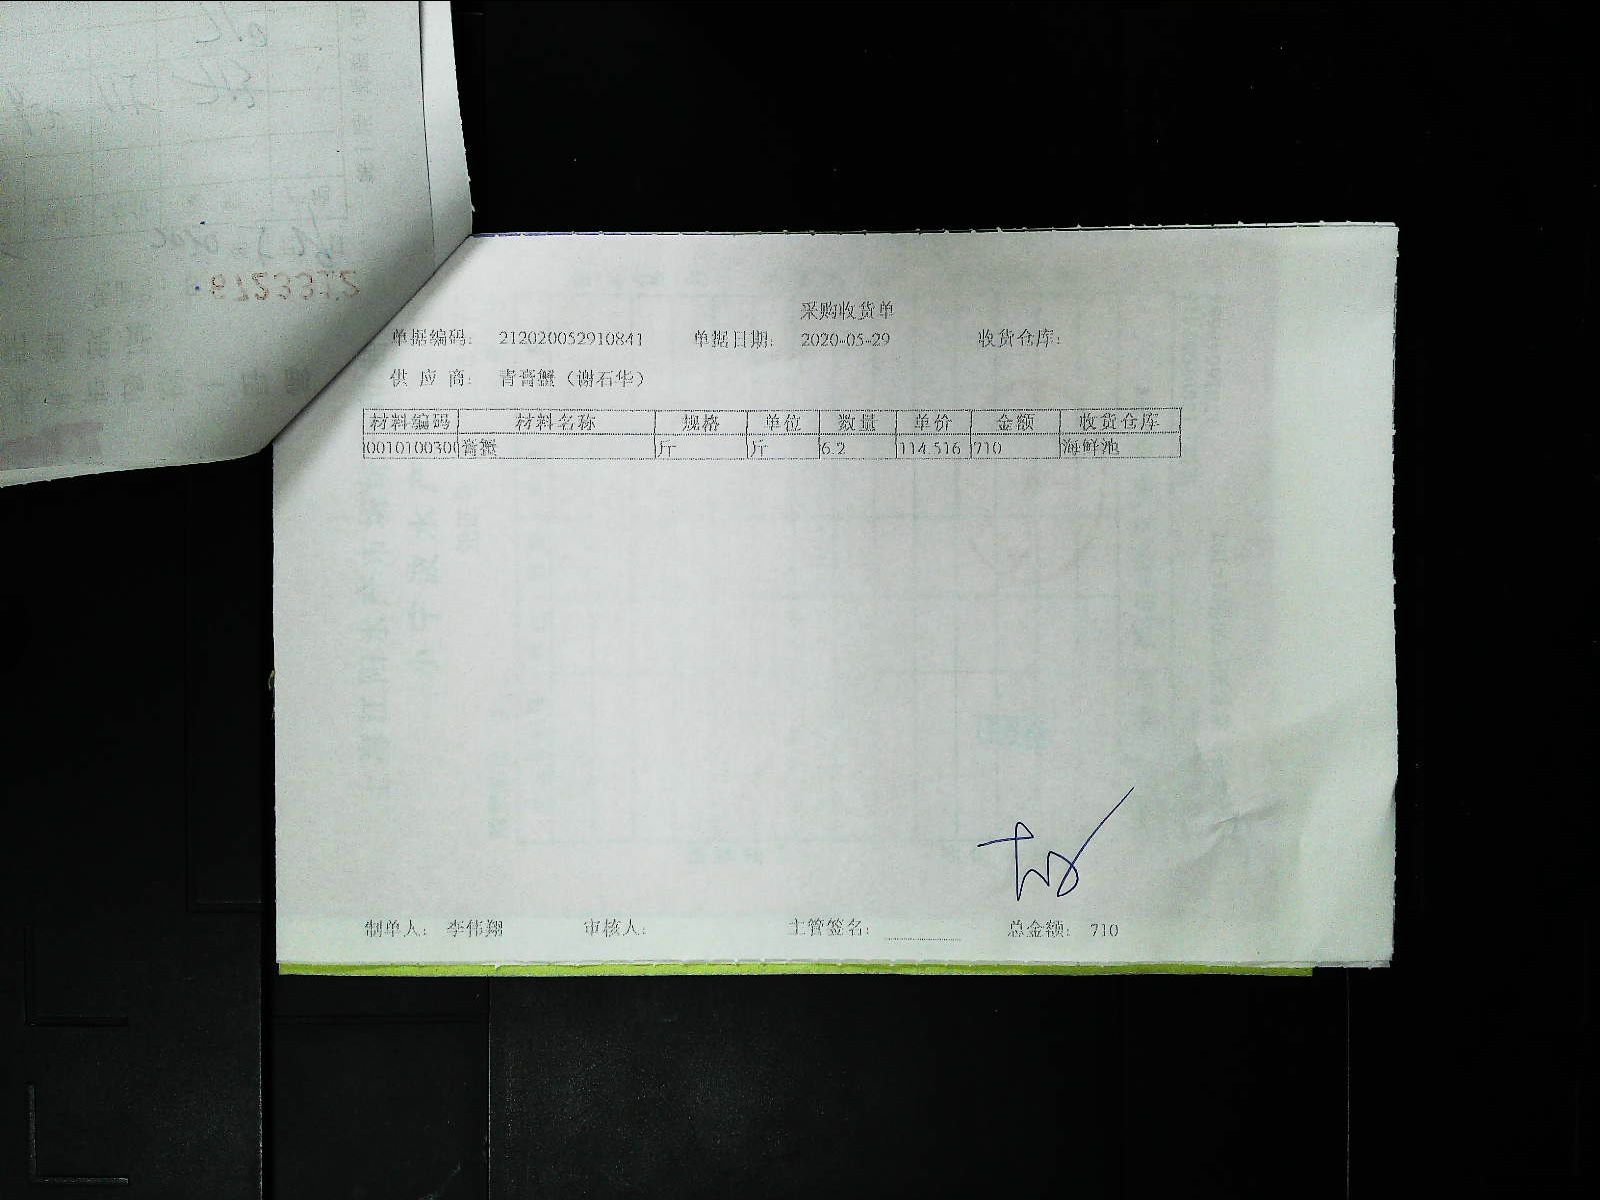 采购收货单
单据编码: 212020052910841 单据日期: 2020-05-29 收货仓库:
供 应 商: 青膏蟹（谢石华）
材料编码 材料名称 规格 单位 数量 单价 金额 收货仓库
0010100300 膏蟹 斤 斤 6.2 114.516 710 海鲜池
制单人: 李伟翔 审核人: 主管签名: 总金额: 710